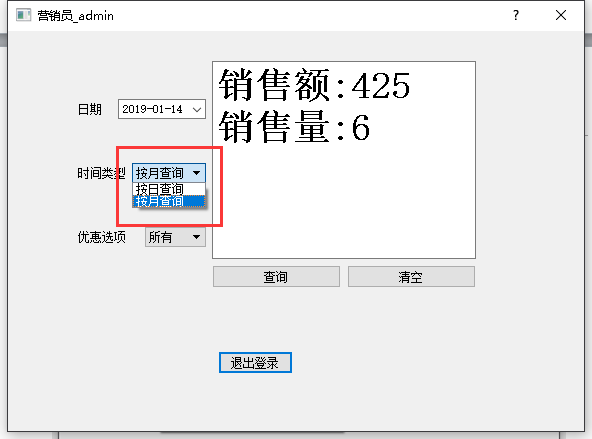 营销员_admin
?
日期
2019-01-14
销售额:425
销售量:6
时间类型
按月查询
按日查询
按月查询
优惠选项
所有
查询
清空
退出登录